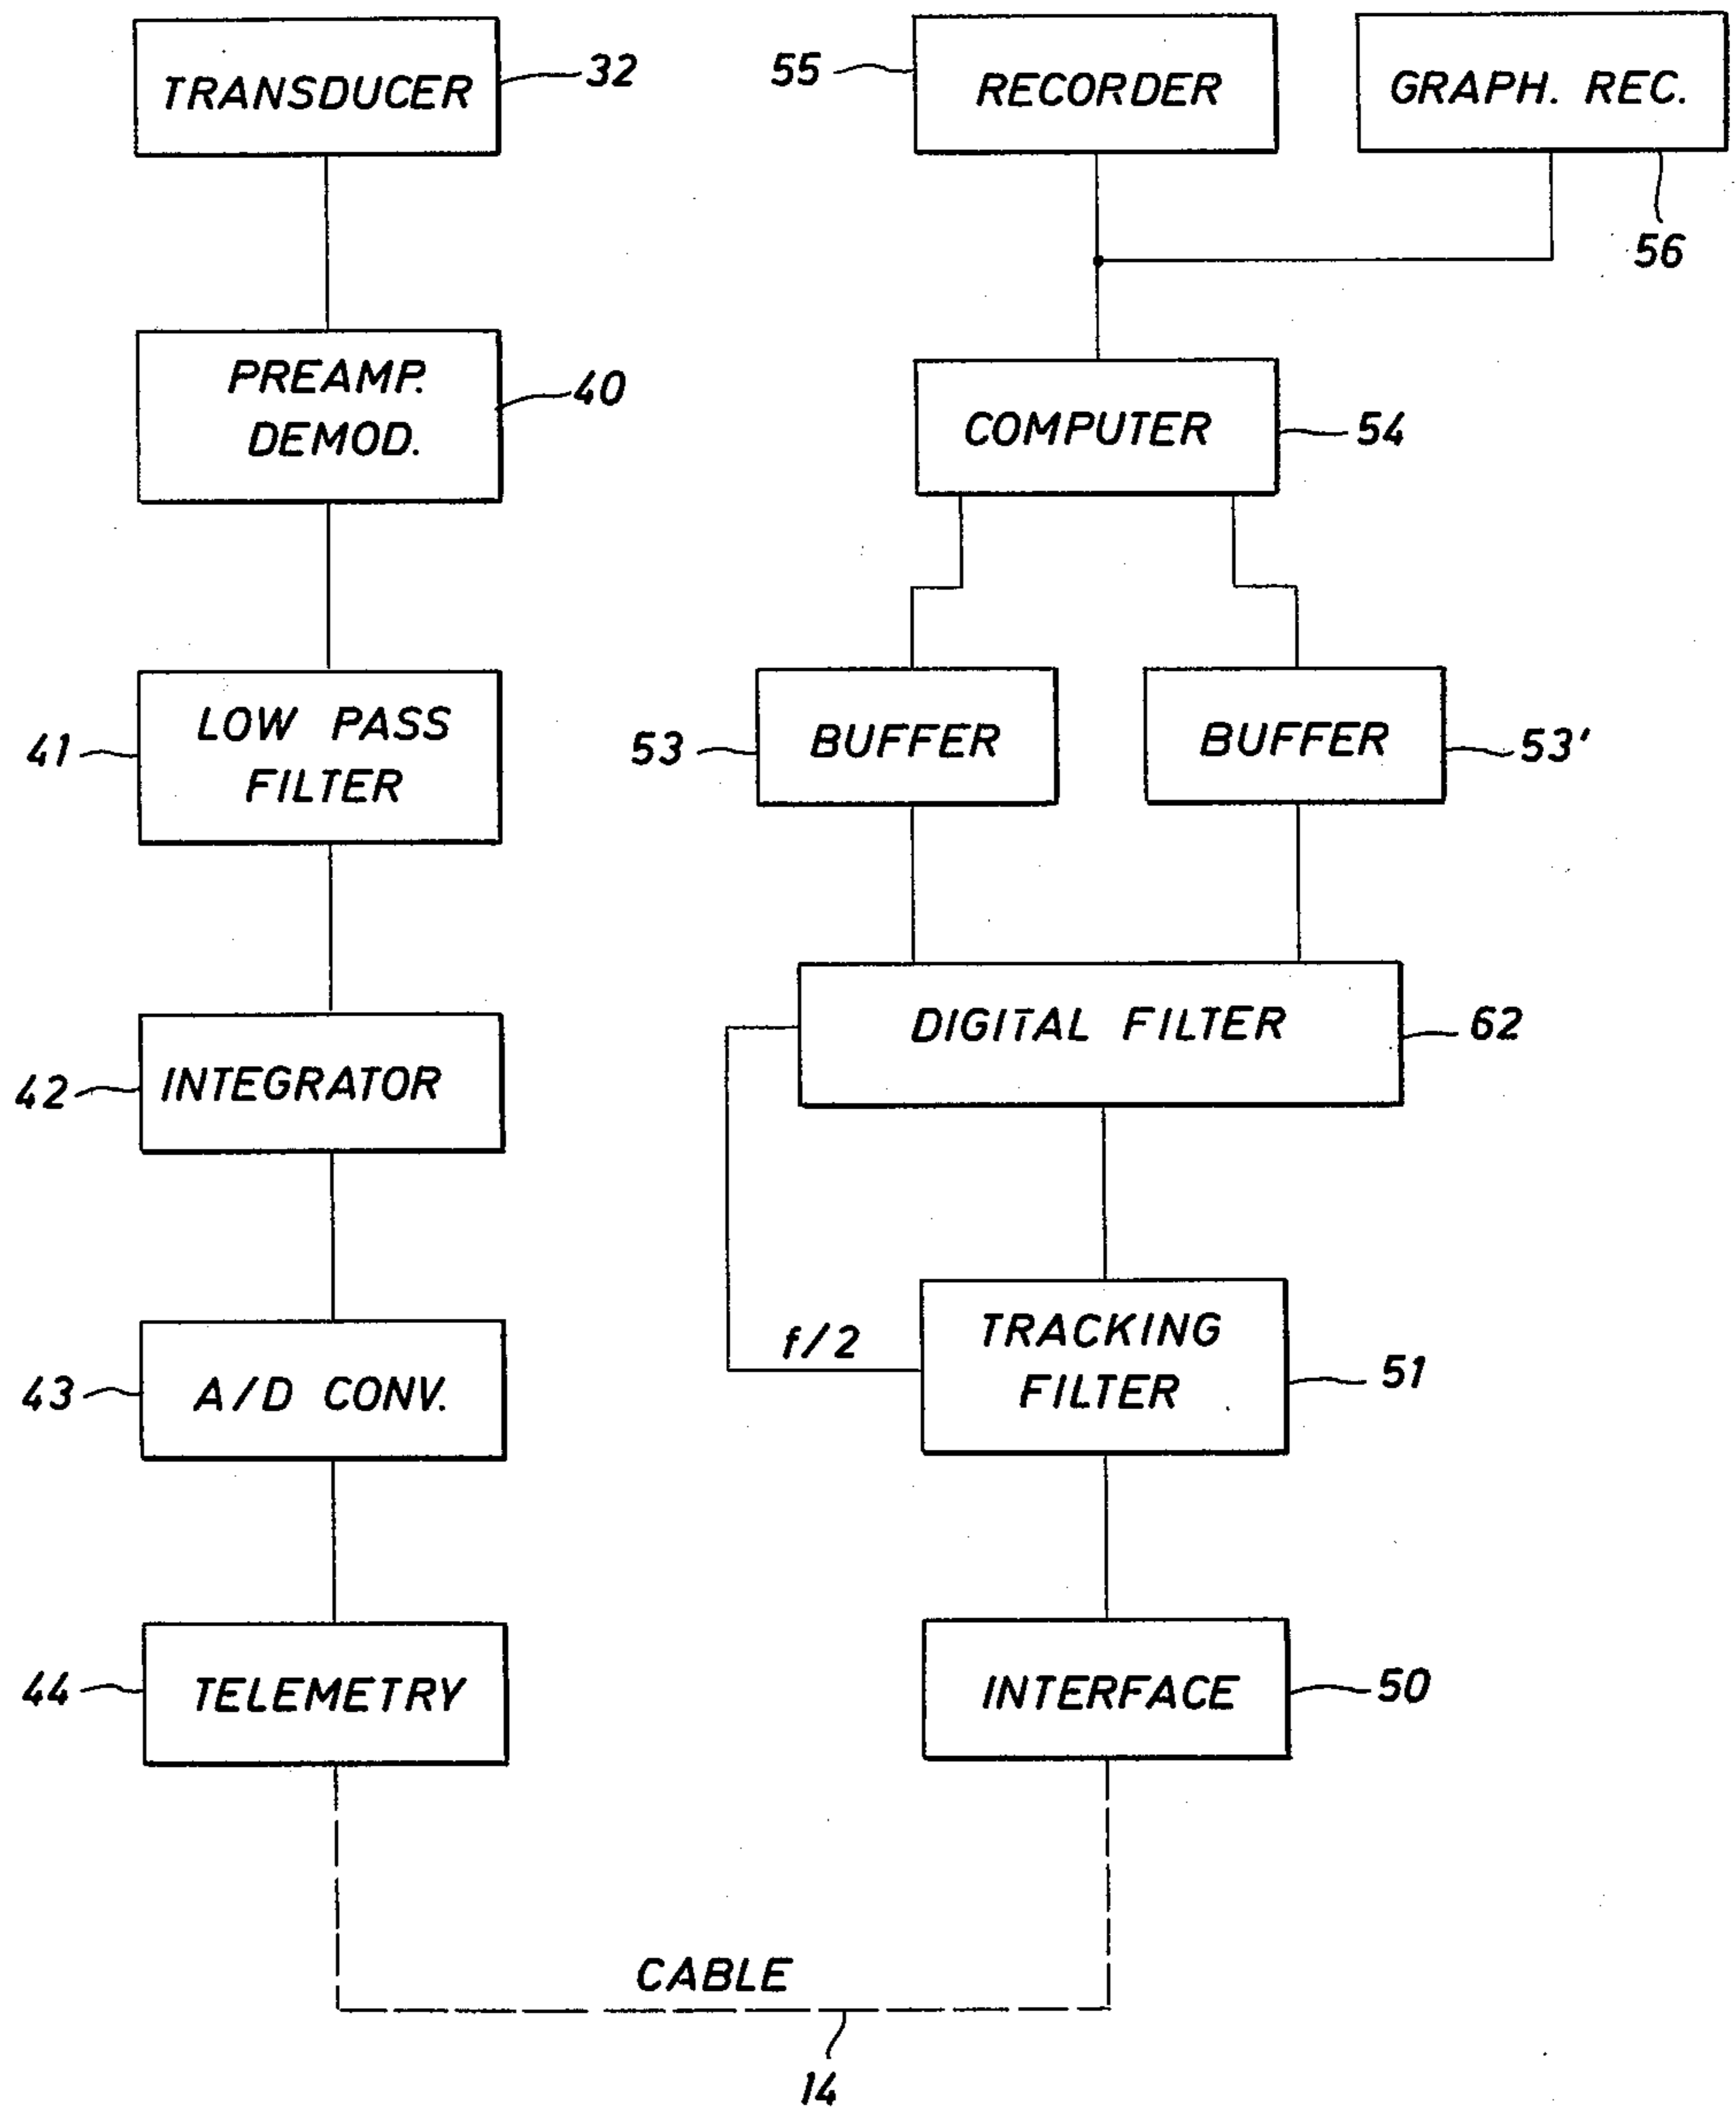 TRANSDUCER
32
PREAMP.
DEMOD.
40
LOW PASS
FILTER
41
INTEGRATOR
42
A/D CONV.
43
TELEMETRY
44
CABLE
14
55
RECORDER
GRAPH. REC.
56
COMPUTER
54
53
BUFFER
BUFFER
53'
DIGITAL FILTER
62
f/2
TRACKING
FILTER
51
INTERFACE
50